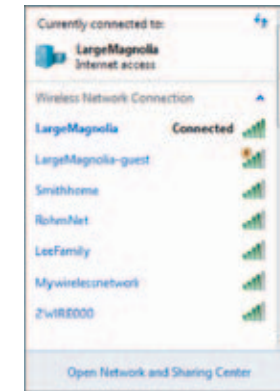 Currently connected to:
LargeMagnolia
Internet access
Wireless Network Connection
LargeMagnolia Connected
LargeMagnolia-guest
Smithhome
RohmNet
LeeFamily
Mywirelessnetwork
2WIRE000
Open Network and Sharing Center